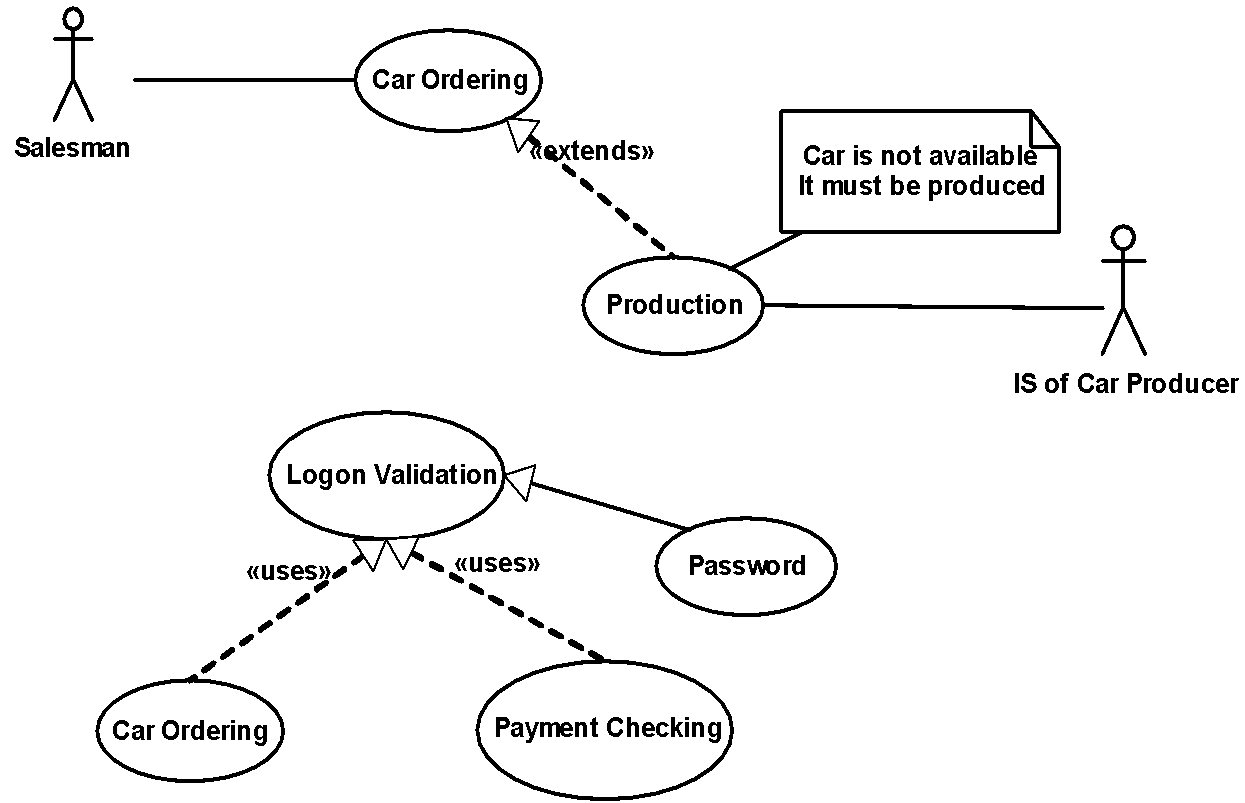 Car Ordering
Salesman
«extends»
Car is not available
It must be produced
Production
IS of Car Producer
Logon Validation
«uses»
«uses»
Password
Car Ordering
Payment Checking